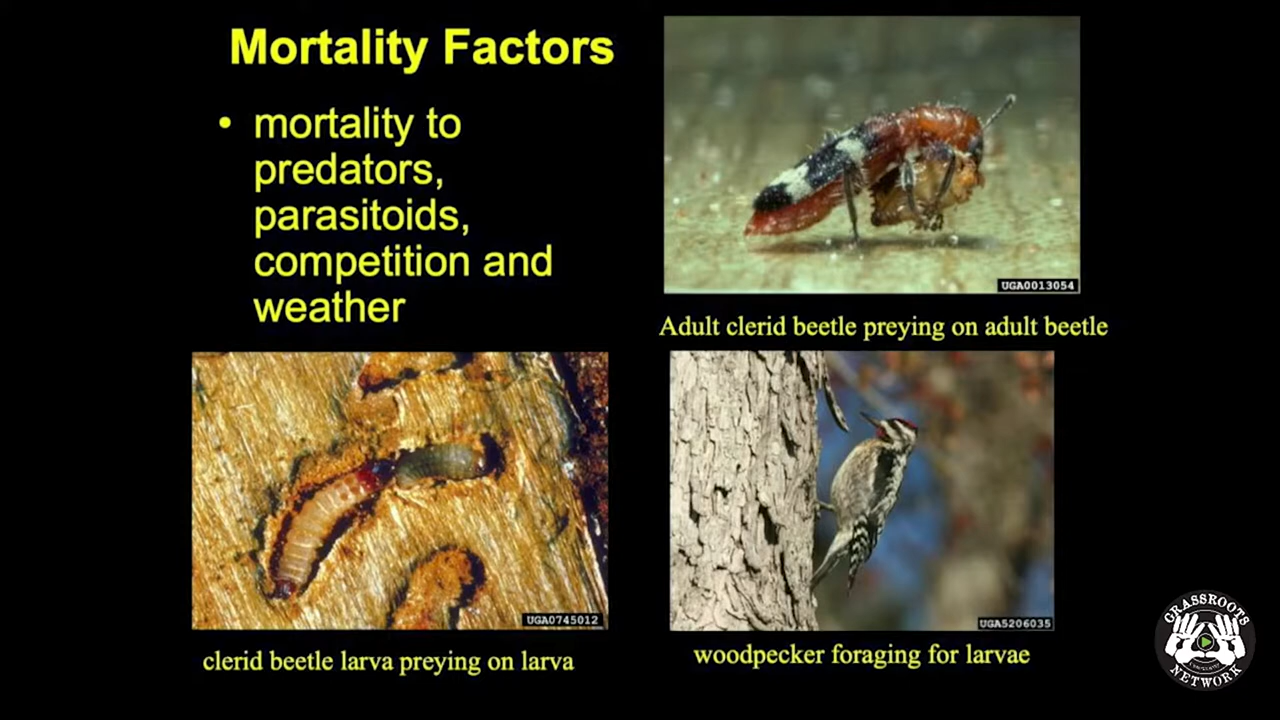 Mortality Factors
• mortality to
predators,
parasitoids,
competition and
weather
UGA0013054
Adult clerid beetle preying on adult beetle
UGA0745012
clerid beetle larva preying on larva
UGA5206035
woodpecker foraging for larvae
GRASSROOTS
NETWORK